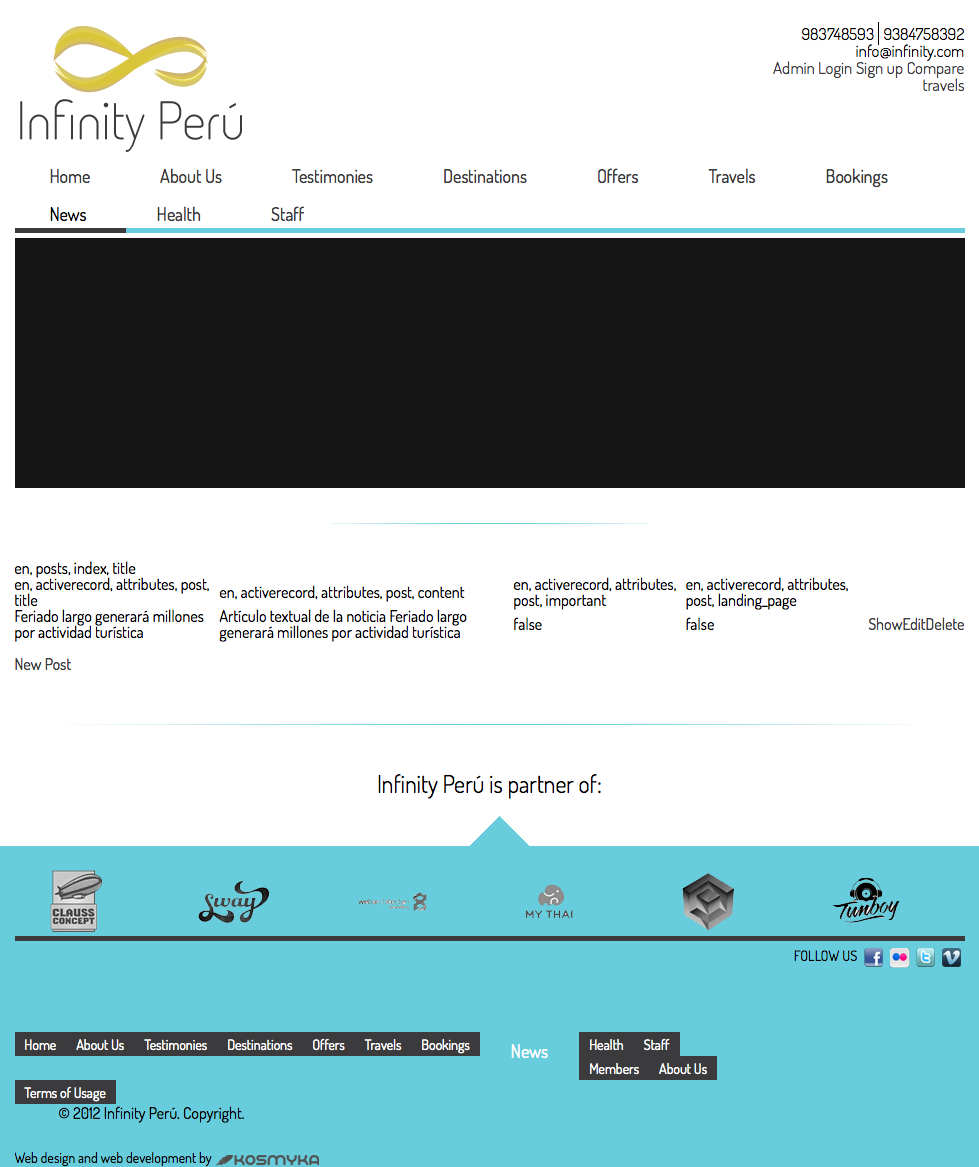 983748593 | 9384758392
info@infinity.com
Admin Login Sign up Compare
travels
Infinity Perú
Home About Us Testimonies Destinations Offers Travels Bookings
News Health Staff
en, posts, index, title
en, activerecord, attributes, post, title
en, activerecord, attributes, post, content
en, activerecord, attributes,
post, important
en, activerecord, attributes,
post, landing_page
Feriado largo generará millones
por actividad turística
Artículo textual de la noticia Feriado largo
generará millones por actividad turística
false
false
ShowEditDelete
New Post
Infinity Perú is partner of:
CLAUSS
CONCEPT
Sway
MY THAI
Tunboy
FOLLOW US
Home About Us Testimonies Destinations Offers Travels Bookings News Health Staff
Members About Us
Terms of Usage
© 2012 Infinity Perú. Copyright.
Web design and web development by KOSMYKA